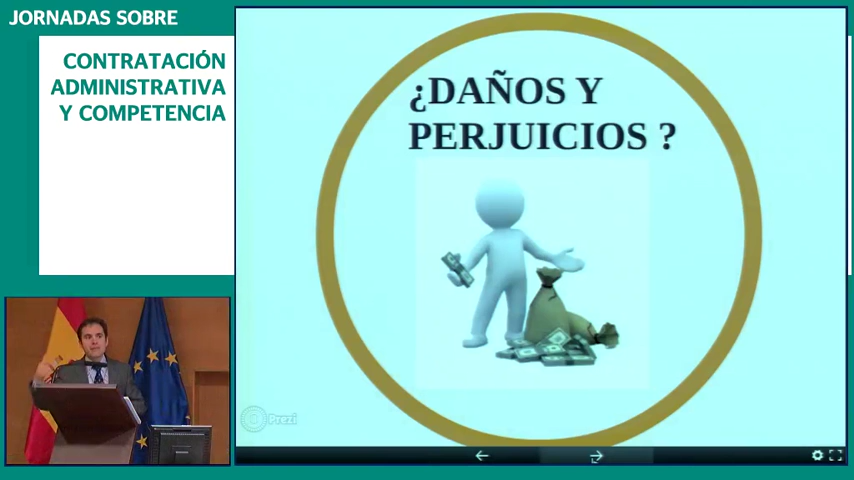 JORNADAS SOBRE
CONTRATACIÓN
ADMINISTRATIVA
Y COMPETENCIA
¿DAÑOS Y
PERJUICIOS ?
Prezi